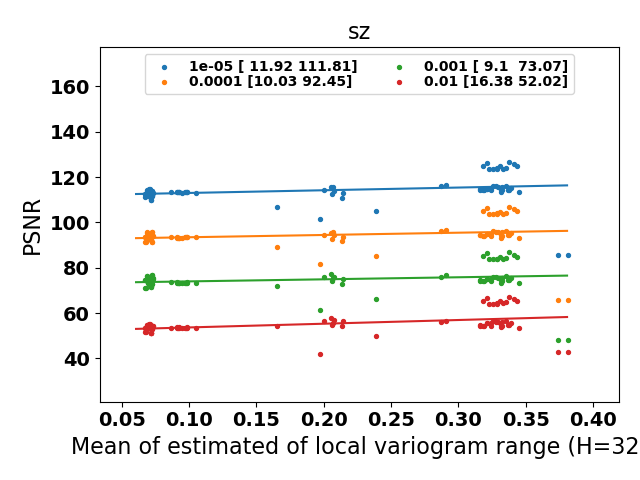 sz
1e-05 [ 11.92 111.81]
0.0001 [10.03 92.45]
0.001 [ 9.1  73.07]
0.01 [16.38 52.02]
PSNR
160
140
120
100
80
60
40
0.05 0.10 0.15 0.20 0.25 0.30 0.35 0.40
Mean of estimated of local variogram range (H=32